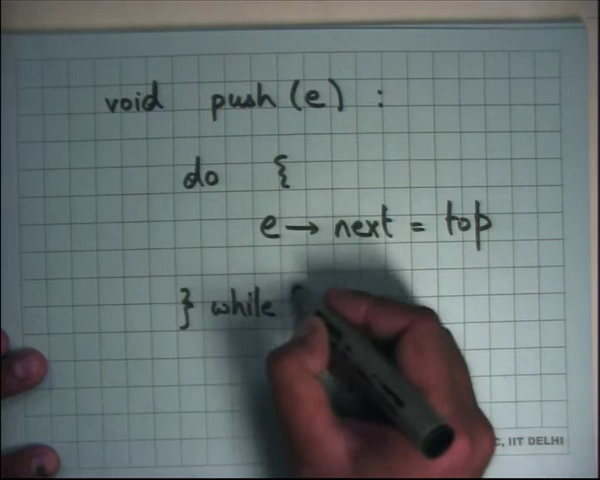 void push (e) :
do {
e → next = top
} while
C, IIT DELHI